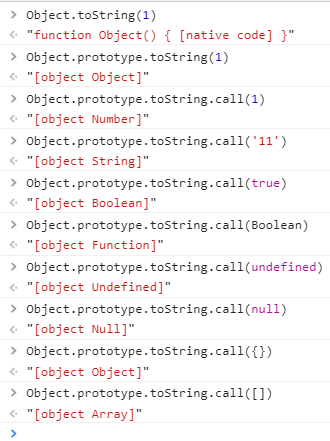 > Object.toString(1)
< "function Object() { [native code] }"
> Object.prototype.toString(1)
< "[object Object]"
> Object.prototype.toString.call(1)
< "[object Number]"
> Object.prototype.toString.call('11')
< "[object String]"
> Object.prototype.toString.call(true)
< "[object Boolean]"
> Object.prototype.toString.call(Boolean)
< "[object Function]"
> Object.prototype.toString.call(undefined)
< "[object Undefined]"
> Object.prototype.toString.call(null)
< "[object Null]"
> Object.prototype.toString.call({})
< "[object Object]"
> Object.prototype.toString.call([])
< "[object Array]"
>